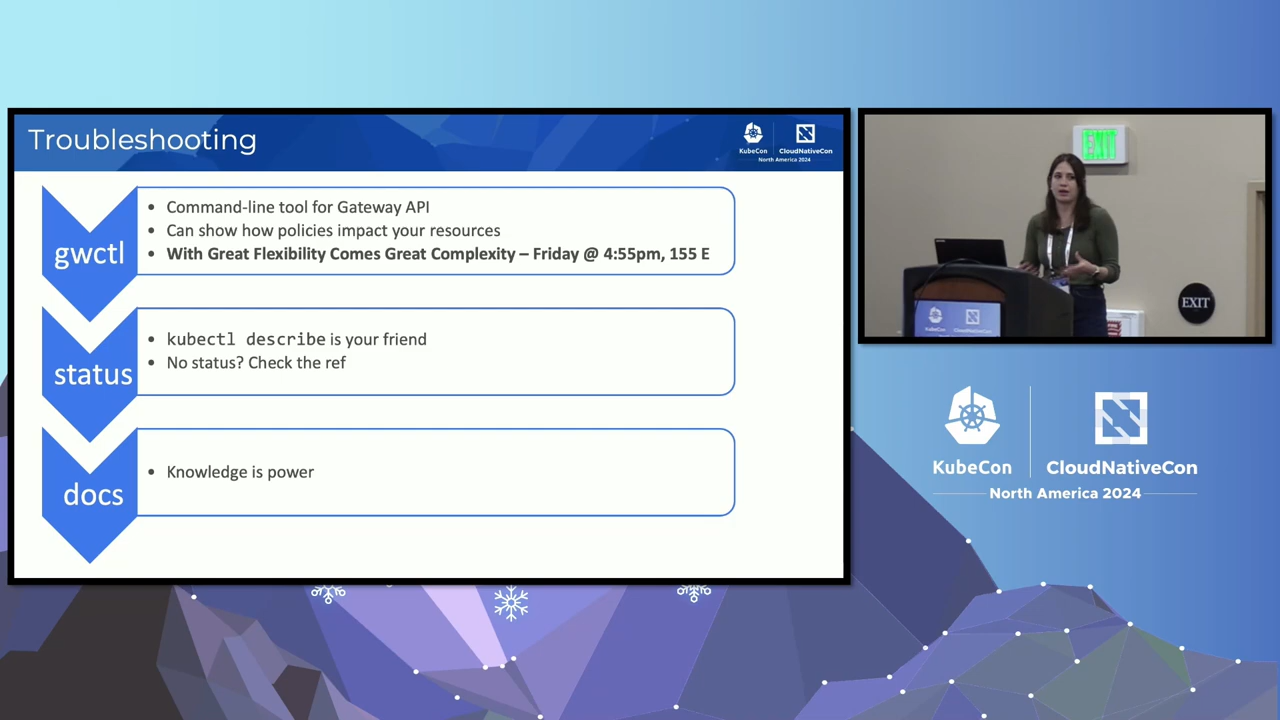 Troubleshooting
KubeCon
CloudNativeCon
North America 2024
gwctl
• Command-line tool for Gateway API
• Can show how policies impact your resources
• With Great Flexibility Comes Great Complexity – Friday @ 4:55pm, 155 E
status
• kubectl describe is your friend
• No status? Check the ref
docs
• Knowledge is power
EXIT
EXIT
KubeCon
CloudNativeCon
KubeCon
CloudNativeCon
North America 2024